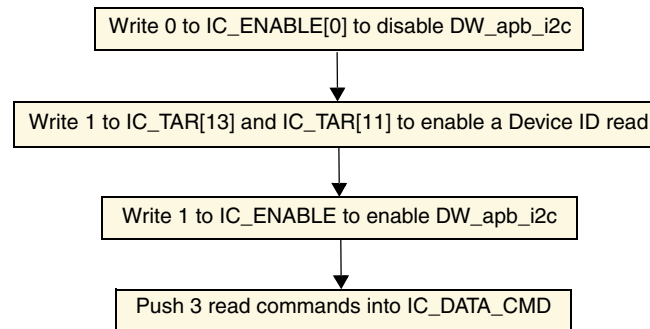 Write 0 to IC_ENABLE[0] to disable DW_apb_i2c
Write 1 to IC_TAR[13] and IC_TAR[11] to enable a Device ID read
Write 1 to IC_ENABLE to enable DW_apb_i2c
Push 3 read commands into IC_DATA_CMD